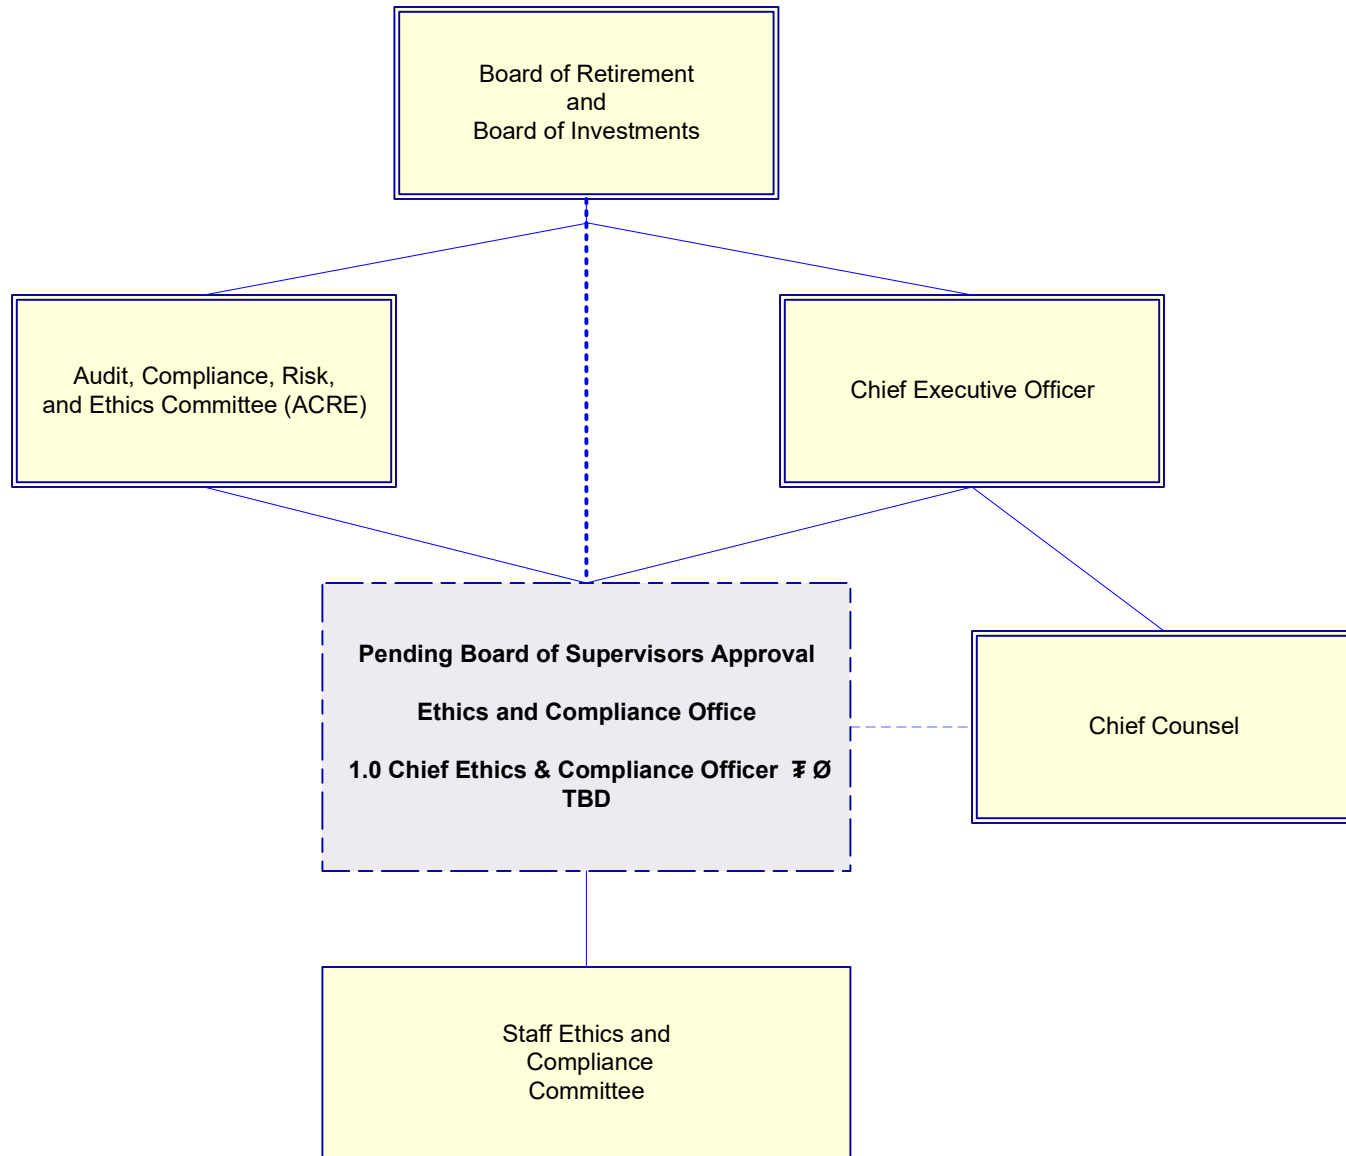 Board of Retirement
and
Board of Investments
Audit, Compliance, Risk,
and Ethics Committee (ACRE)
Chief Executive Officer
Pending Board of Supervisors Approval
Ethics and Compliance Office
1.0 Chief Ethics & Compliance Officer ₮ Ø
TBD
Chief Counsel
Staff Ethics and
Compliance
Committee